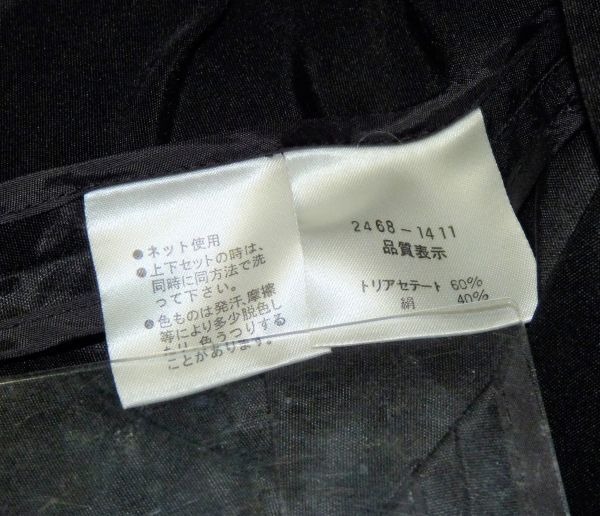 ●ネット使用
●上下セットの時は、
同時に同方法で洗
って下さい。
●色ものは発汗、摩擦
等により多少脱色し
たり、色うつりする
ことがあります。
2468-1411
品質表示
トリアセテート 60%
絹 40%